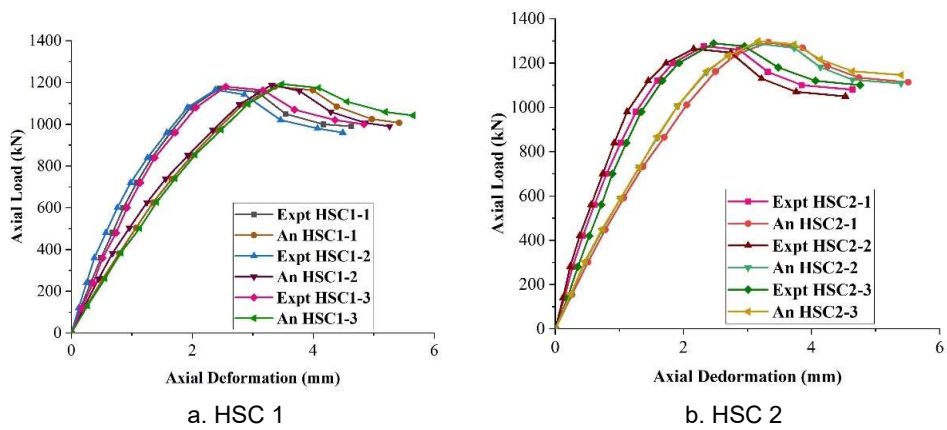 1400
1200
1000
800
600
400
200
0
0
2
4
6
Axial Load (kN)
Axial Deformation (mm)
Expt HSC1-1
An HSC1-1
Expt HSC1-2
An HSC1-2
Expt HSC1-3
An HSC1-3
a. HSC 1
1400
1200
1000
800
600
400
200
0
0
2
4
6
Axial Load (kN)
Axial Dedormation (mm)
Expt HSC2-1
An HSC2-1
Expt HSC2-2
An HSC2-2
Expt HSC2-3
An HSC2-3
b. HSC 2